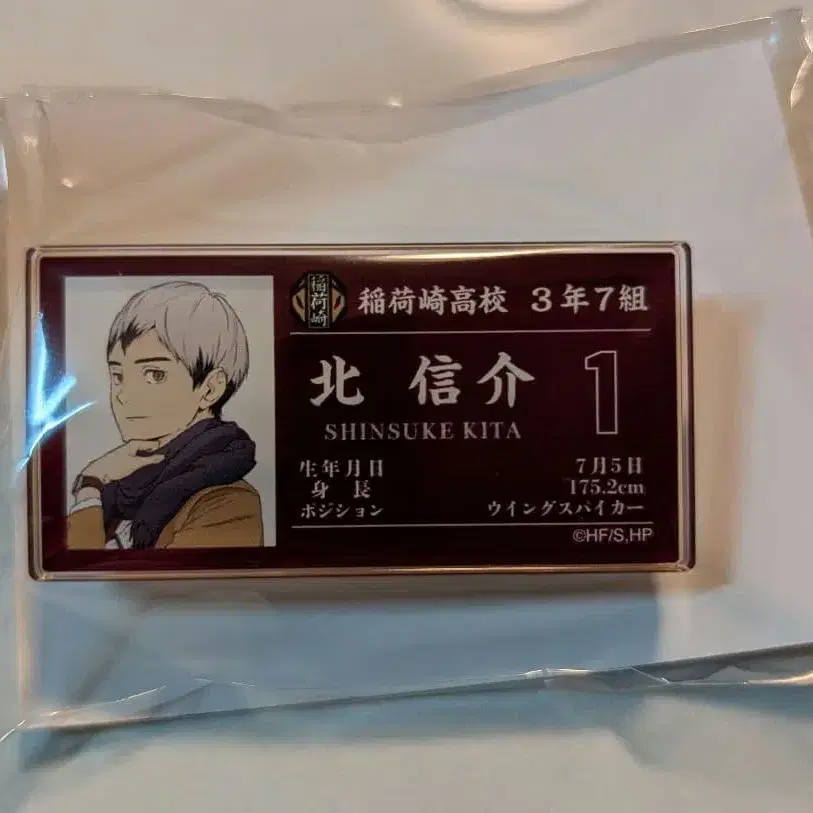 稲荷崎
稲荷崎高校 3年7組
北 信介 1
SHINSUKE KITA
生年月日 7月5日
身 長 175.2cm
ポジション ウイングスパイカー
©HF/S,HP